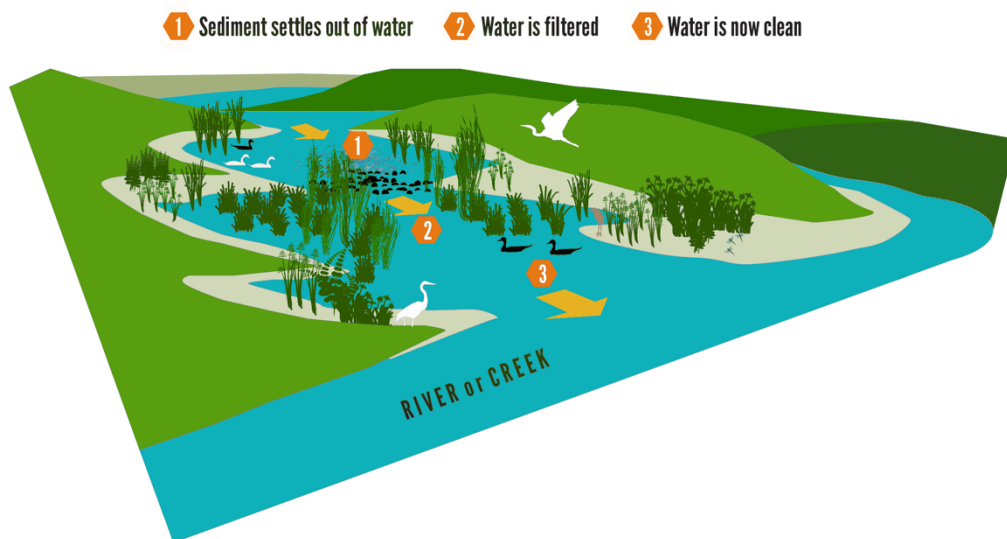 1 Sediment settles out of water 2 Water is filtered 3 Water is now clean
1
2
3
RIVER or CREEK